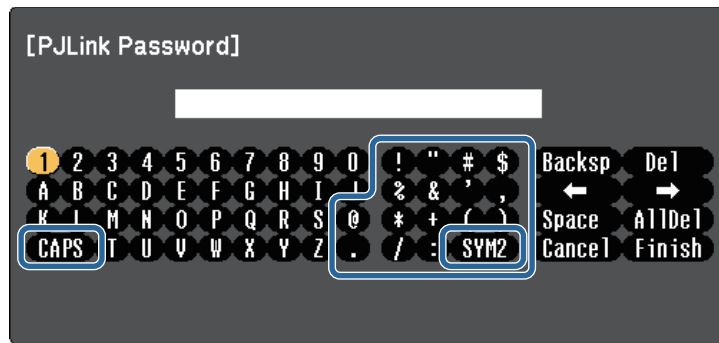 [PJLink Password]
1 2 3 4 5 6 7 8 9 0 ! " # $ Backsp Del
A B C D E F G H I J % & ' , ← →
K L M N O P Q R S @ * + ( ) Space AllDel
CAPS T U V W X Y Z . / : SYM2 Cancel Finish